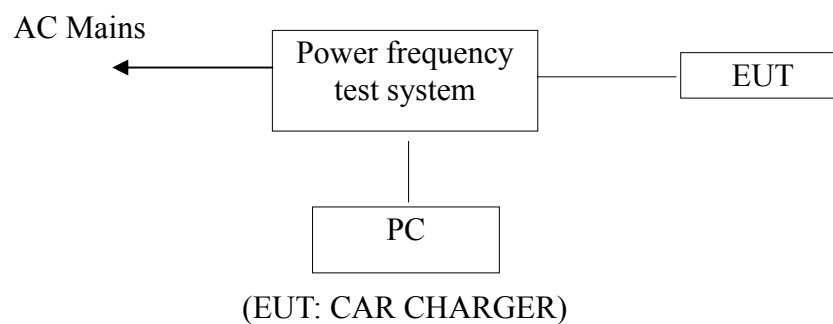 AC Mains
Power frequency
test system
EUT
PC
(EUT: CAR CHARGER)